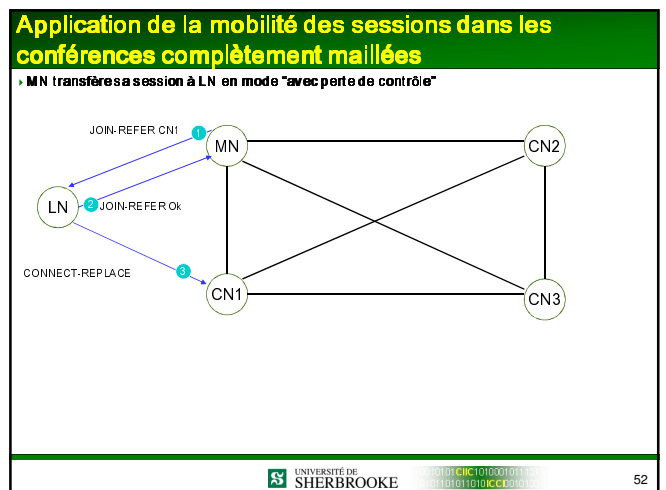 Application de la mobilité des sessions dans les
conférences complètement maillées
MN transfère sa session à LN en mode "avec perte de contrôle"
JOIN-REFER CN1
1
MN
CN2
LN
2
JOIN-REFER Ok
CONNECT-REPLACE
3
CN1
CN3
UNIVERSITÉ DE
SHERBROOKE
52